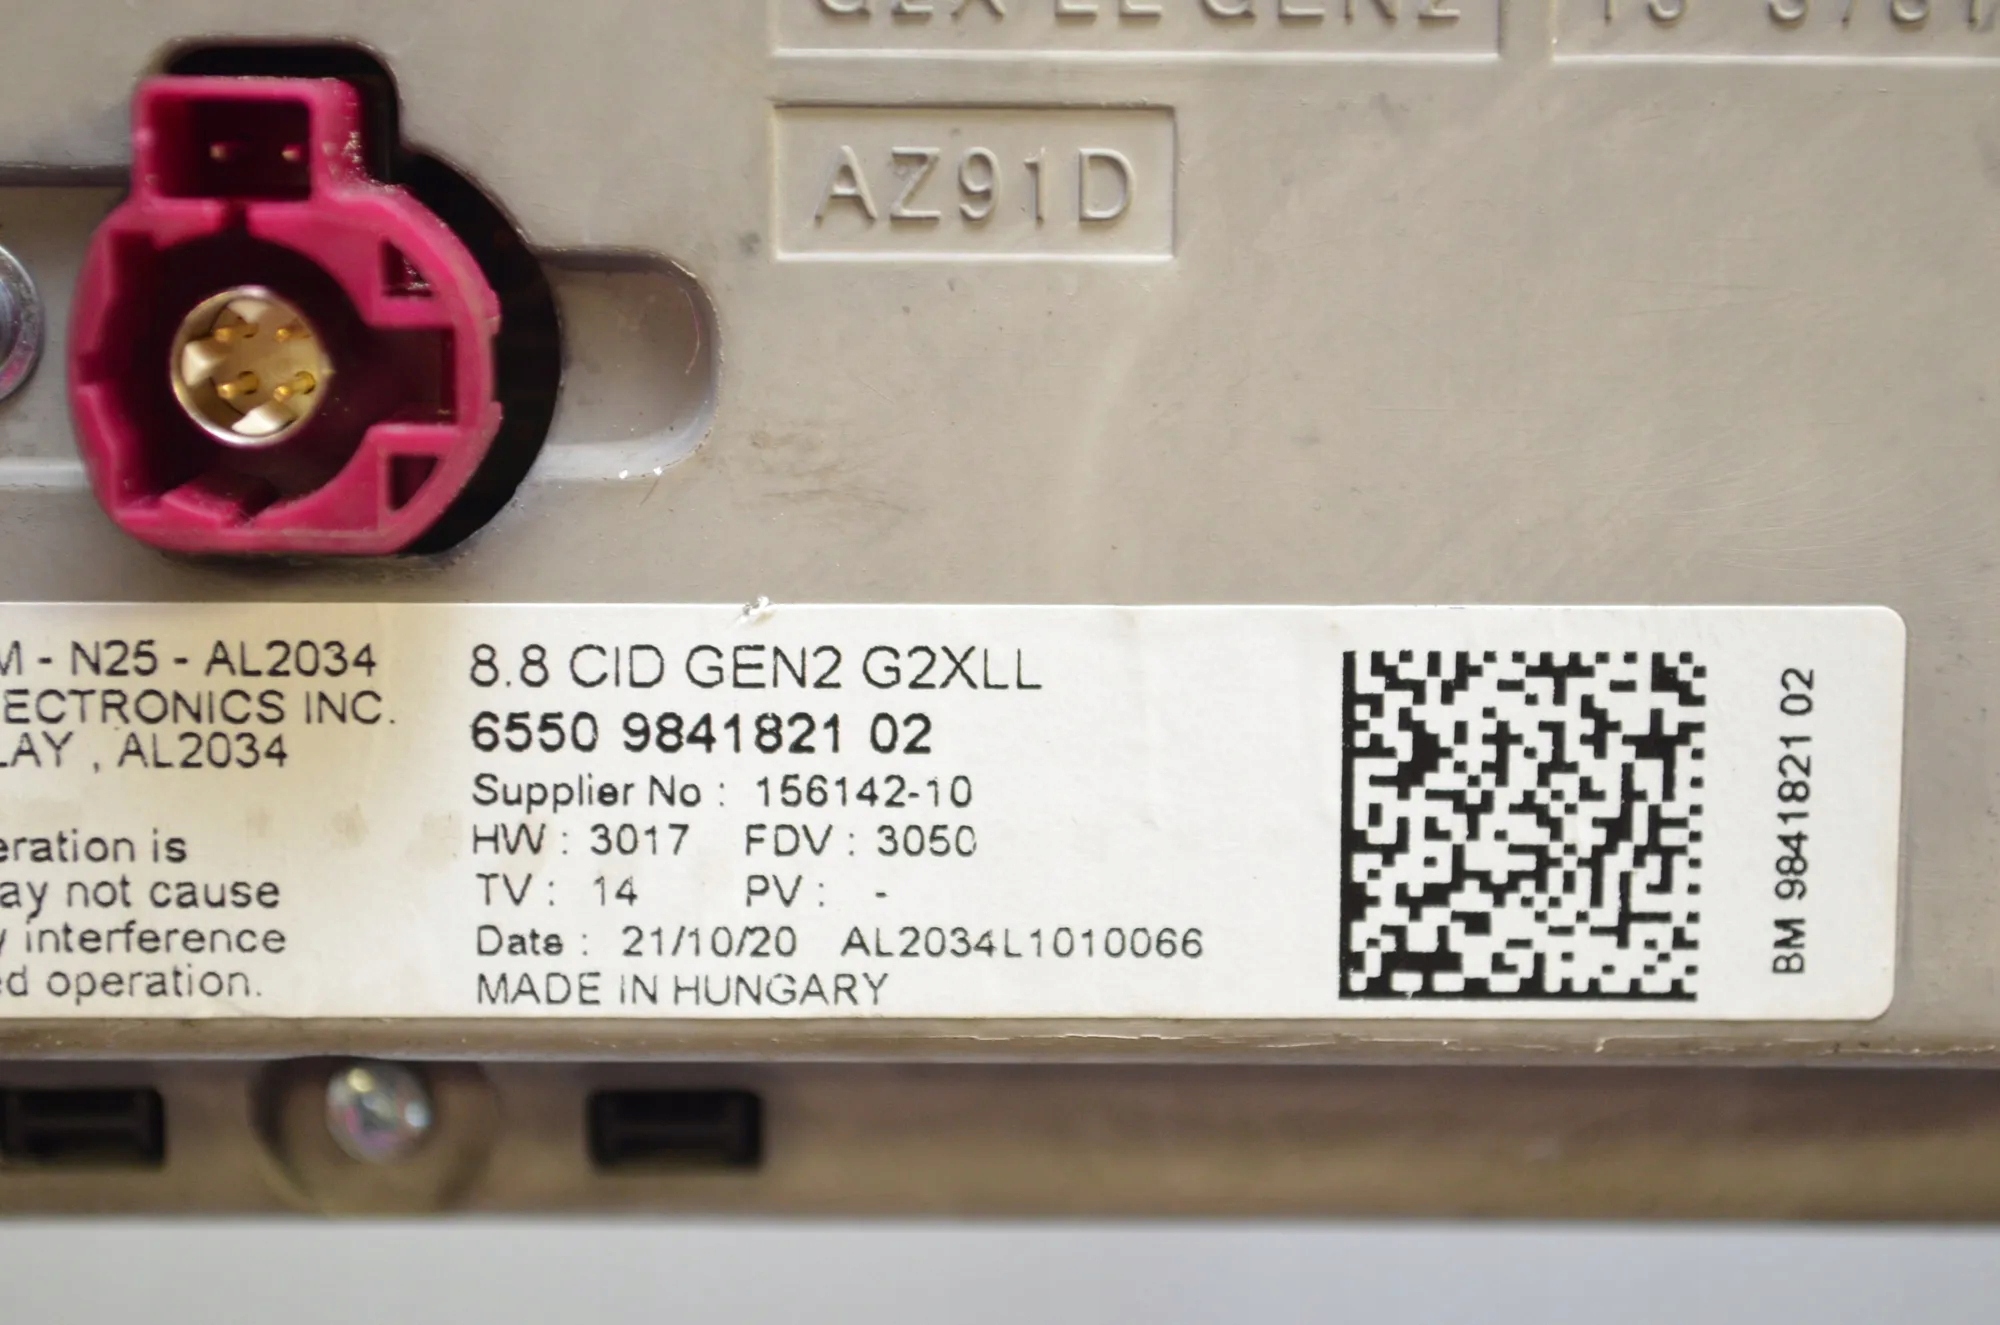 AZ91D
M - N25 - AL2034
ECTRONICS INC.
LAY , AL2034
eration is
ay not cause
y interference
ed operation.
8.8 CID GEN2 G2XLL
6550 9841821 02
Supplier No : 156142-10
HW : 3017 FDV : 3050
TV : 14 PV : -
Date : 21/10/20 AL2034L1010066
MADE IN HUNGARY
BM 9841821 02